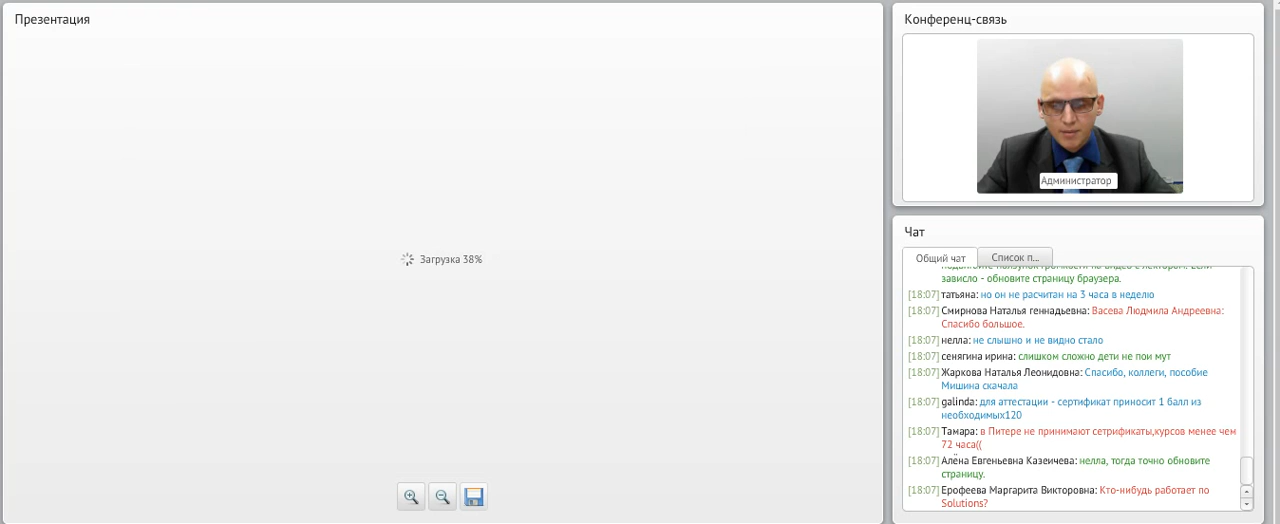 Презентация
Загрузка 38%
Конференц-связь
Администратор
Чат
Общий чат
Список п...
зависло - обновите страницу браузера.
[18:07] татьяна: но он не расчитан на 3 часа в неделю
[18:07] Смирнова Наталья геннадьевна: Васева Людмила Андреевна:
Спасибо большое.
[18:07] нелла: не слышно и не видно стало
[18:07] сенягина ирина: слишком сложно дети не пои мут
[18:07] Жаркова Наталья Леонидовна: Спасибо, коллеги, пособие
Мишина скачала
[18:07] galinda: для аттестации - сертификат приносит 1 балл из
необходимых120
[18:07] Тамара: в Питере не принимают сетрификаты,курсов менее чем
72 часа((
[18:07] Алёна Евгеньевна Казеичева: нелла, тогда точно обновите
страницу.
[18:07] Ерофеева Маргарита Викторовна: Кто-нибудь работает по
Solutions?